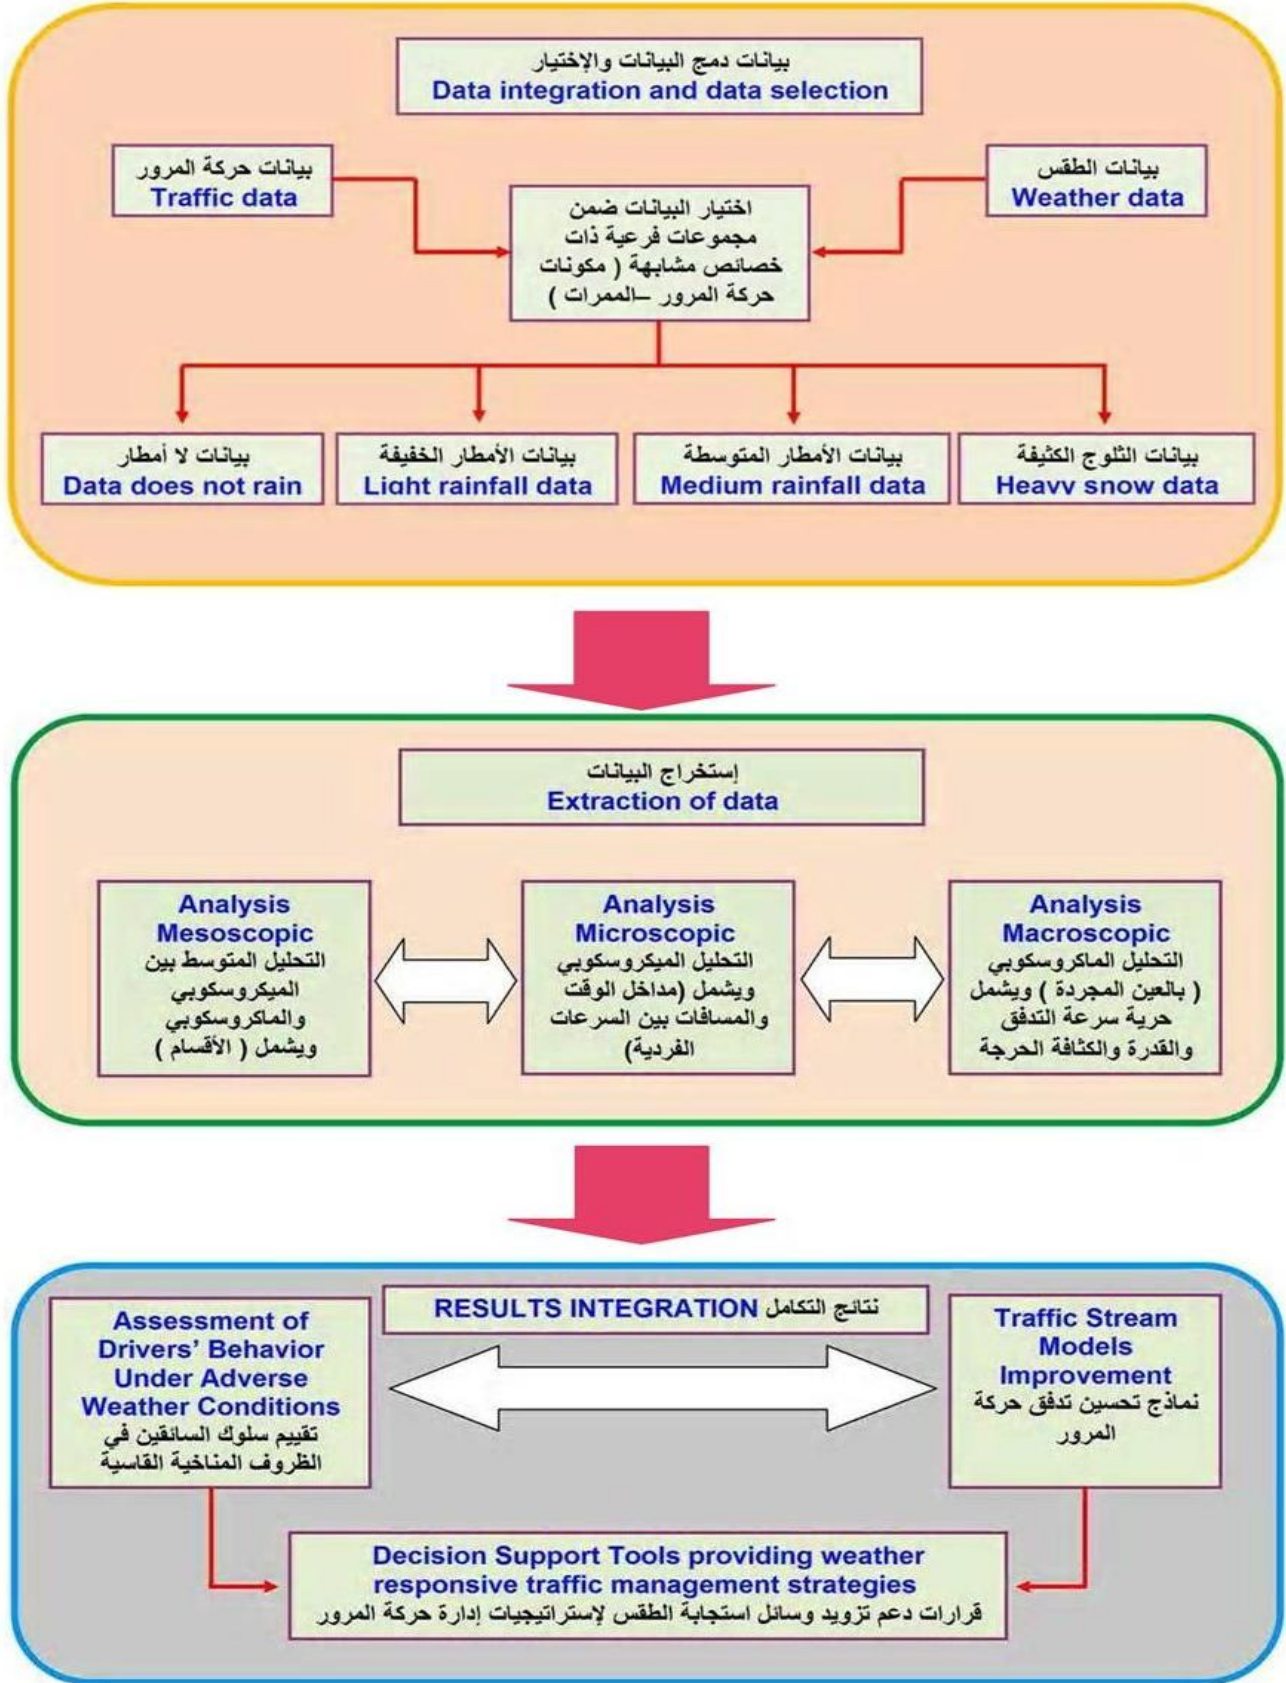 بيانات دمج البيانات والإختيار
Data integration and data selection
بيانات حركة المرور
Traffic data
بيانات الطقس
Weather data
اختيار البيانات ضمن
مجموعات فرعية ذات
خصائص مشابهة ( مكونات
حركة المرور –الممرات )
بيانات لا أمطار
Data does not rain
بيانات الأمطار الخفيفة
Light rainfall data
بيانات الأمطار المتوسطة
Medium rainfall data
بيانات الثلوج الكثيفة
Heavy snow data
إستخراج البيانات
Extraction of data
Analysis
Mesoscopic
التحليل المتوسط بين
الميكروسكوبي
والماكروسكوبي
ويشمل ( الأقسام )
Analysis
Microscopic
التحليل الميكروسكوبي
ويشمل (مداخل الوقت
والمسافات بين السرعات
الفردية)
Analysis
Macroscopic
التحليل الماكروسكوبي
( بالعين المجردة ) ويشمل
حرية سرعة التدفق
والقدرة والكثافة الحرجة
RESULTS INTEGRATION نتائج التكامل
Assessment of
Drivers’ Behavior
Under Adverse
Weather Conditions
تقييم سلوك السائقين في
الظروف المناخية القاسية
Traffic Stream
Models
Improvement
نماذج تحسين تدفق حركة
المرور
Decision Support Tools providing weather
responsive traffic management strategies
قرارات دعم تزويد وسائل استجابة الطقس لإستراتيجيات إدارة حركة المرور